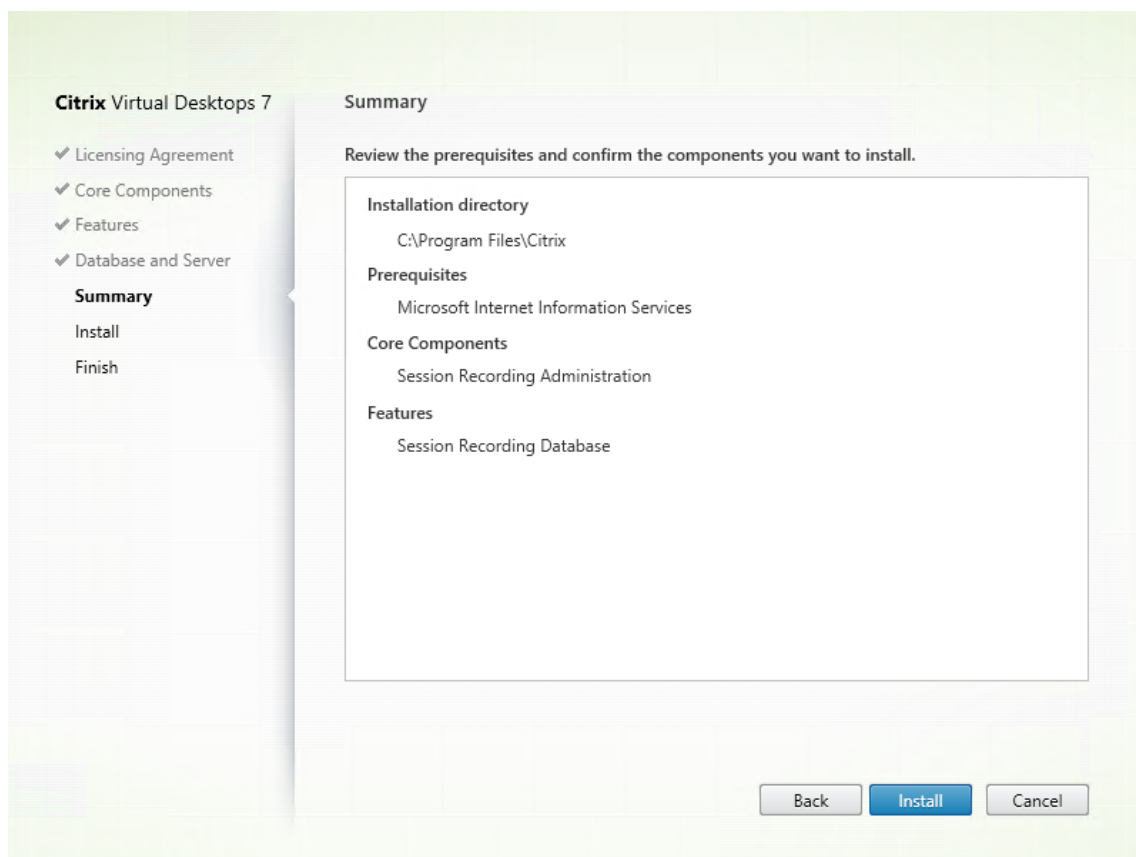 Citrix Virtual Desktops 7
Licensing Agreement
Core Components
Features
Database and Server
Summary
Install
Finish
Summary
Review the prerequisites and confirm the components you want to install.
Installation directory
C:\Program Files\Citrix
Prerequisites
Microsoft Internet Information Services
Core Components
Session Recording Administration
Features
Session Recording Database
Back
Install
Cancel